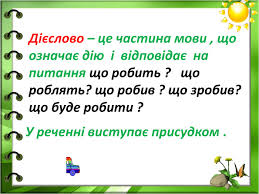 Дієслово – це частина мови , що
означає дію і відповідає на
питання що робить ? що
роблять? що робив ? що зробив?
що буде робити ?
У реченні виступає присудком .